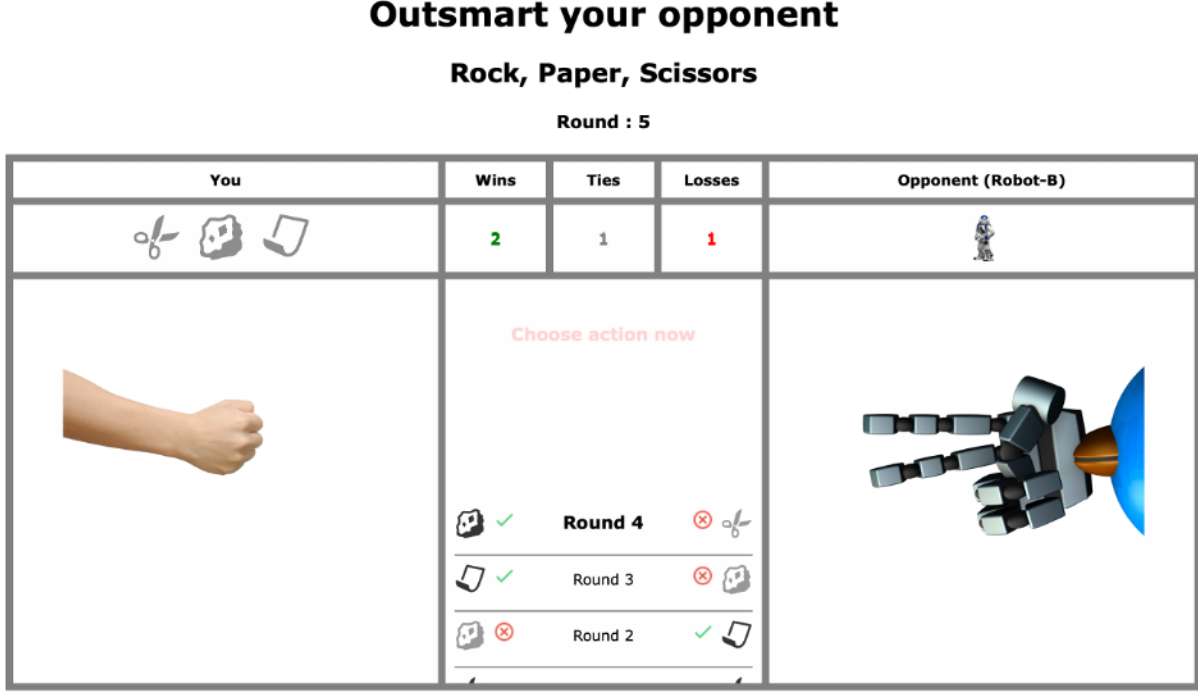 Outsmart your opponent
Rock, Paper, Scissors
Round : 5
You Wins Ties Losses Opponent (Robot-B)
2 1 1
Choose action now
Round 4
Round 3
Round 2